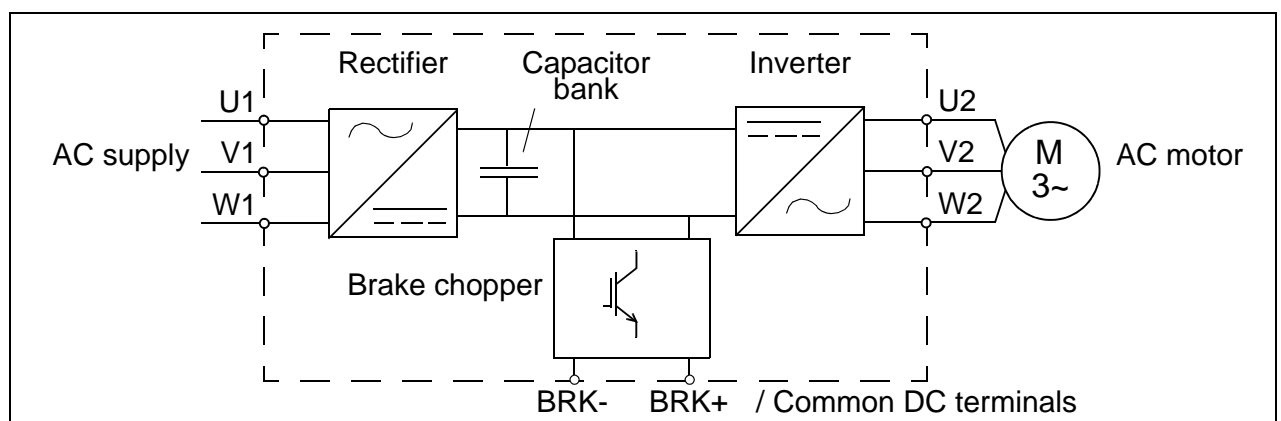 Rectifier
Capacitor
bank
Inverter
U1
U2
AC supply
V1
V2
M
3~
AC motor
W1
W2
Brake chopper
BRK-
BRK+
/ Common DC terminals